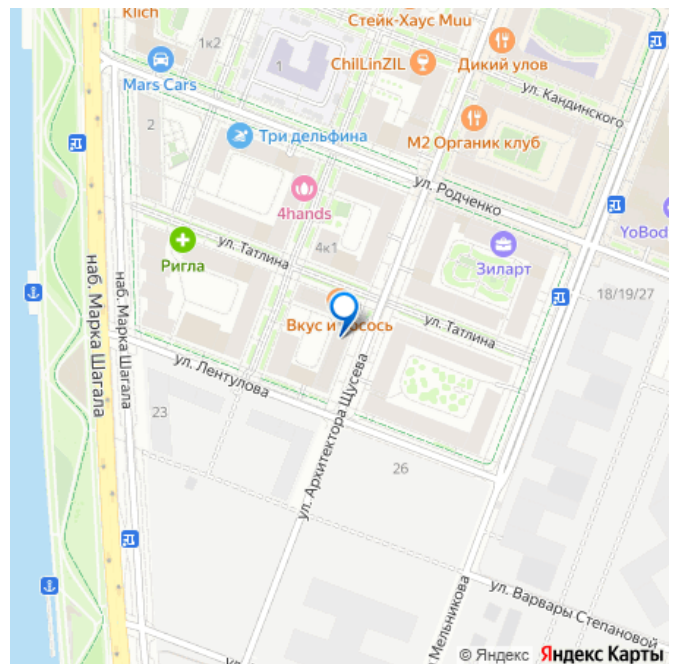 Klich
Стейк-Хаус Muu
1к2
1
ChilLinZIL
Дикий улов
Mars Cars
ул. Кандинского
2
Три дельфина
М2 Органик клуб
ул. Родченко
4hands
YoBod
4к1
ул. Татлина
Ригла
Зиларт
наб. Марка Шагала
наб. Марка Шагала
18/19/27
Вкус и лосось
ул. Татлина
ул. Лентулова
ул. Архитектора Щусева
23
26
ул. Варвары Степановой
Мельникова
© Яндекс Яндекс Карты